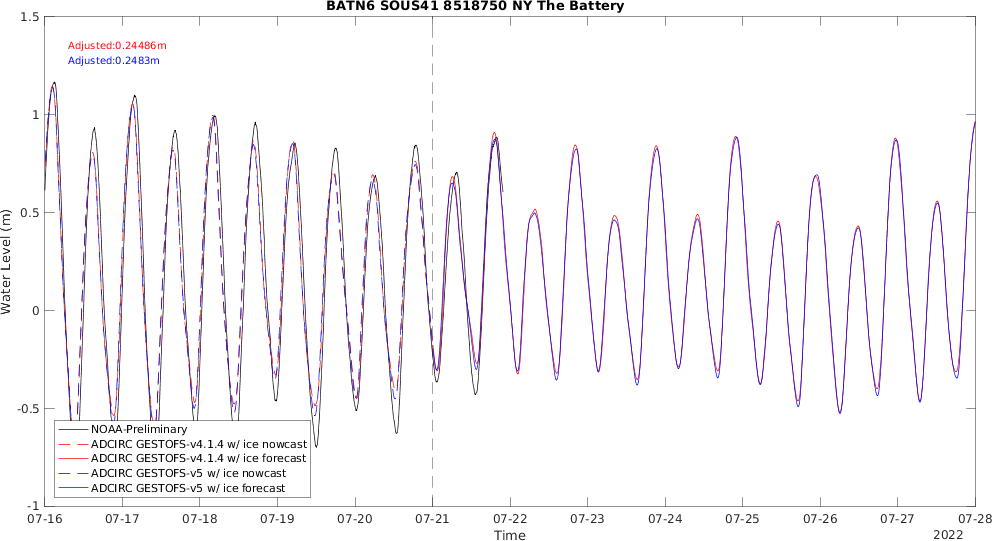 BATN6 SOUS41 8518750 NY The Battery
1.5
Adjusted:0.24486m
Adjusted:0.2483m
1
0.5
0
-0.5
-1
Water Level (m)
NOAA-Preliminary
ADCIRC GESTOFS-v4.1.4 w/ ice nowcast
ADCIRC GESTOFS-v4.1.4 w/ ice forecast
ADCIRC GESTOFS-v5 w/ ice nowcast
ADCIRC GESTOFS-v5 w/ ice forecast
07-16 07-17 07-18 07-19 07-20 07-21 07-22 07-23 07-24 07-25 07-26 07-27 07-28
Time
2022